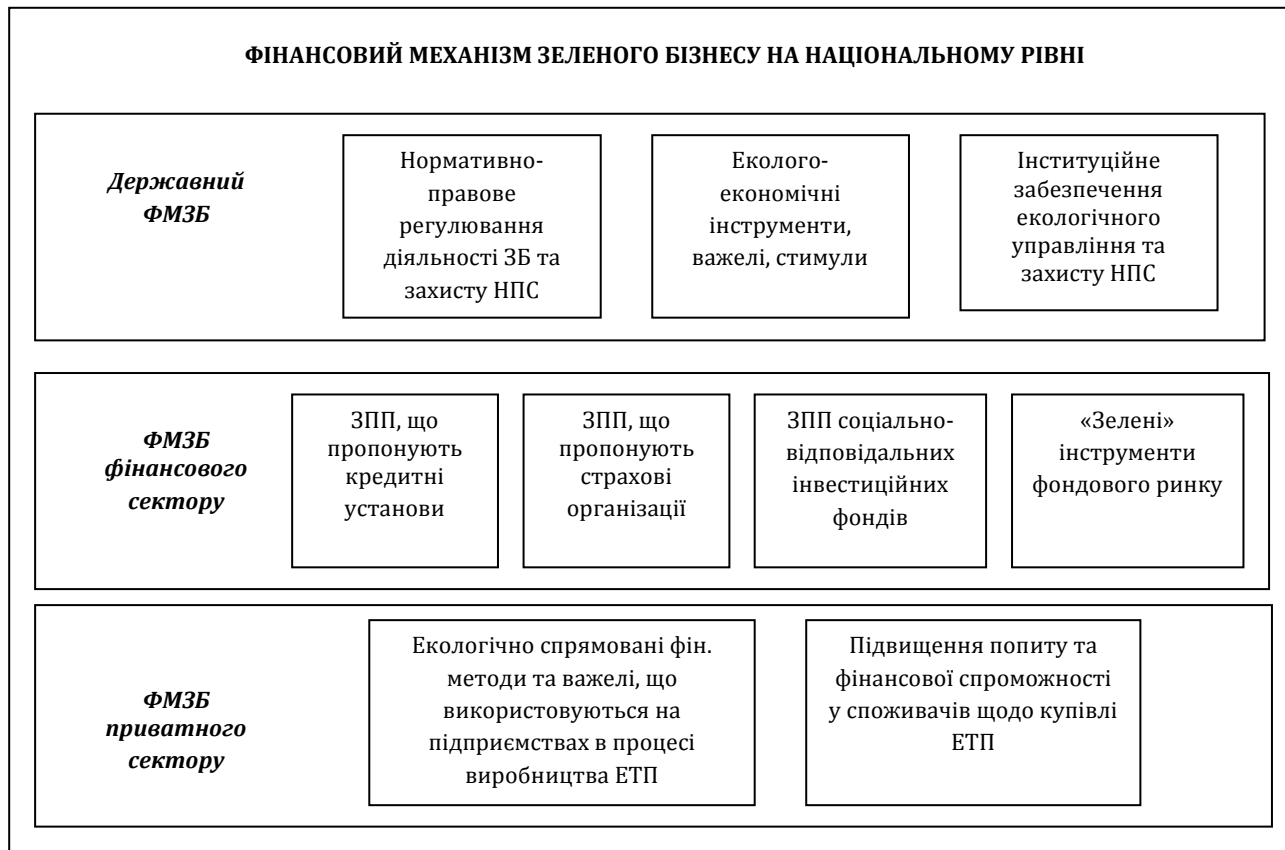 ФІНАНСОВИЙ МЕХАНІЗМ ЗЕЛЕНОГО БІЗНЕСУ НА НАЦІОНАЛЬНОМУ РІВНІ
Державний
ФМЗБ
Нормативно-
правове
регулювання
діяльності ЗБ та
захисту НПС
Еколого-
економічні
інструменти,
важелі, стимули
Інституційне
забезпечення
екологічного
управління та
захисту НПС
ФМЗБ
фінансового
сектору
ЗПП, що
пропонують
кредитні
установи
ЗПП, що
пропонують
страхові
організації
ЗПП соціально-
відповідальних
інвестиційних
фондів
«Зелені»
інструменти
фондового ринку
ФМЗБ
приватного
сектору
Екологічно спрямовані фін.
методи та важелі, що
використовуються на
підприємствах в процесі
виробництва ЕТП
Підвищення попиту та
фінансової спроможності
у споживачів щодо купівлі
ЕТП